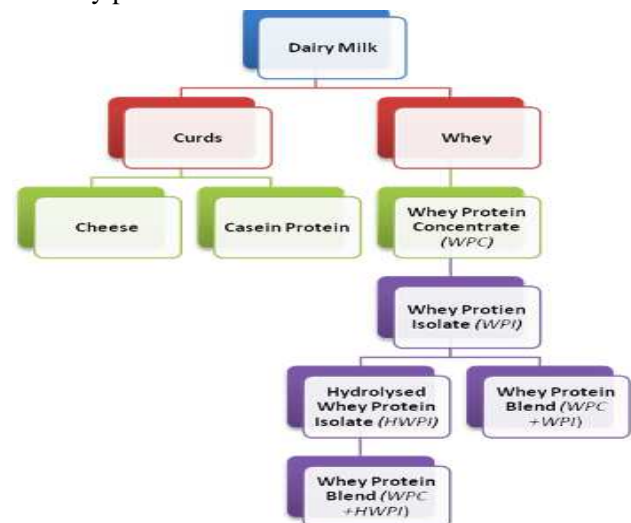 Dairy Milk
Curds
Whey
Cheese
Casein Protein
Whey Protein
Concentrate
(WPC)
Whey Protien
Isolate (WPI)
Hydrolysed
Whey Protein
Isolate (HWPI)
Whey Protein
Blend (WPC
+WPI)
Whey Protein
Blend (WPC
+HWPI)